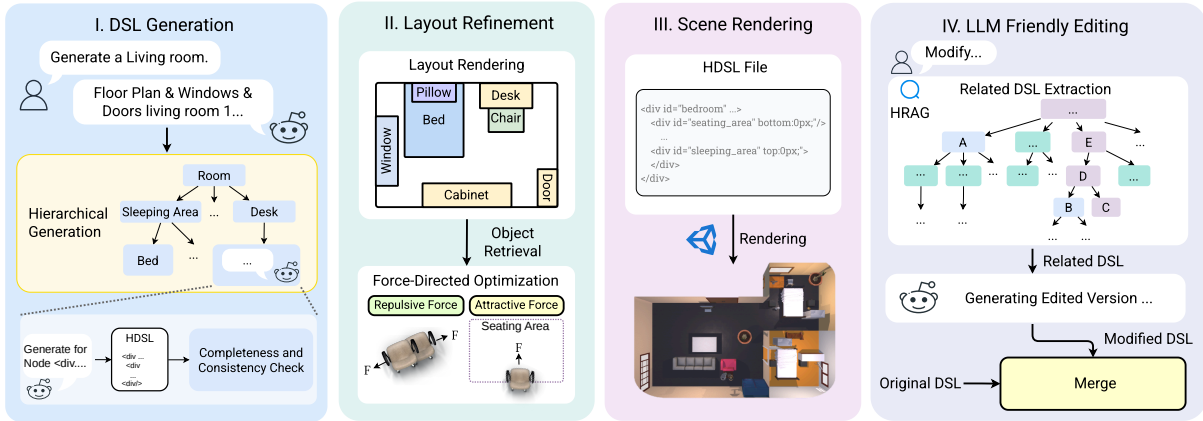 I. DSL Generation
Generate a Living room.
Floor Plan & Windows &
Doors living room 1...
Hierarchical
Generation
Room
Sleeping Area
...
Desk
Bed
...
...
Generate for
Node <div....
HDSL
<div ...
<div
...
<div/>
Completeness and
Consistency Check
II. Layout Refinement
Layout Rendering
Pillow
Bed
Desk
Chair
Window
Cabinet
Door
Object
Retrieval
Force-Directed Optimization
Repulsive Force
Attractive Force
Seating Area
F
F
F
III. Scene Rendering
HDSL File
<div id="bedroom" ...>
<div id="seating_area" bottom:0px;"/>
...
<div id="sleeping_area" top:0px;">
</div>
</div>
Rendering
IV. LLM Friendly Editing
Modify...
HRAG
Related DSL Extraction
...
A
...
E
...
...
...
...
...
...
D
...
...
...
B
C
...
...
Related DSL
Generating Edited Version ...
Modified DSL
Original DSL
Merge